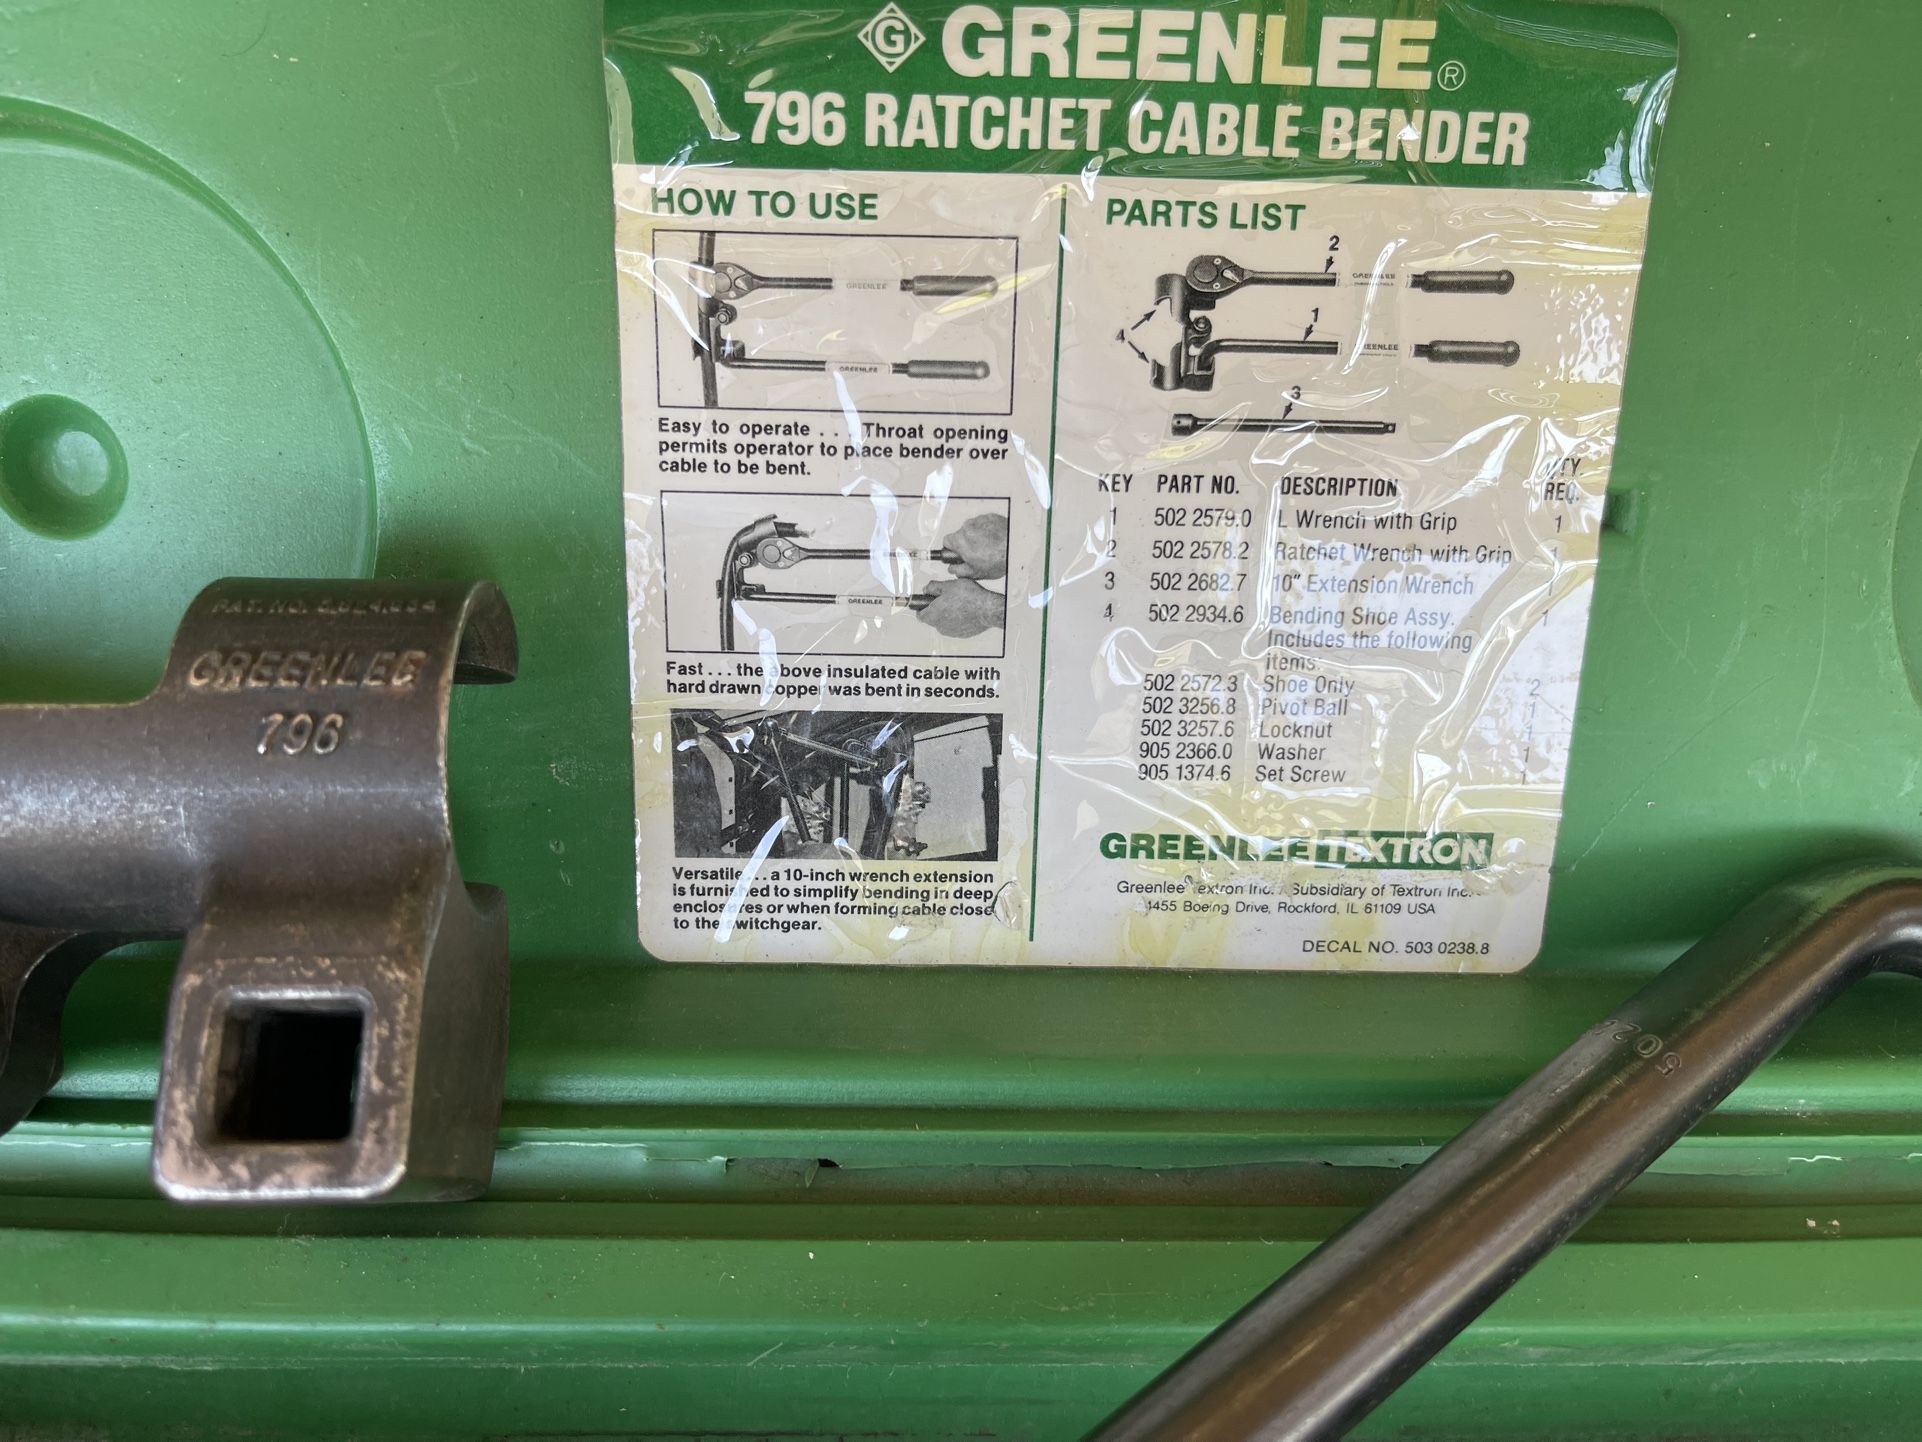 G GREENLEE®
796 RATCHET CABLE BENDER
HOW TO USE
GREENLEE
GREENLEE
Easy to operate . . . Throat opening
permits operator to place bender over
cable to be bent.
GREENLEE
GREENLEE
Fast . . . the above insulated cable with
hard drawn copper was bent in seconds.
Versatile . . . a 10-inch wrench extension
is furnished to simplify bending in deep
enclosures or when forming cable close
to the switchgear.
PARTS LIST
2
GREENLEE
1
4
GREENLEE
3
KEY PART NO. DESCRIPTION QTY. REQ.
1 502 2579.0 L Wrench with Grip 1
2 502 2578.2 Ratchet Wrench with Grip 1
3 502 2682.7 10" Extension Wrench 1
4 502 2934.6 Bending Shoe Assy. 1
Includes the following
items:
502 2572.3 Shoe Only 2
502 3256.8 Pivot Ball 1
502 3257.6 Locknut 1
905 2366.0 Washer 1
905 1374.6 Set Screw 1
GREENLEE TEXTRON
Greenlee Textron Inc. / Subsidiary of Textron Inc.
1455 Boeing Drive, Rockford, IL 61109 USA
DECAL NO. 503 0238.8
PAT. NO.
GREENLEE
796
502